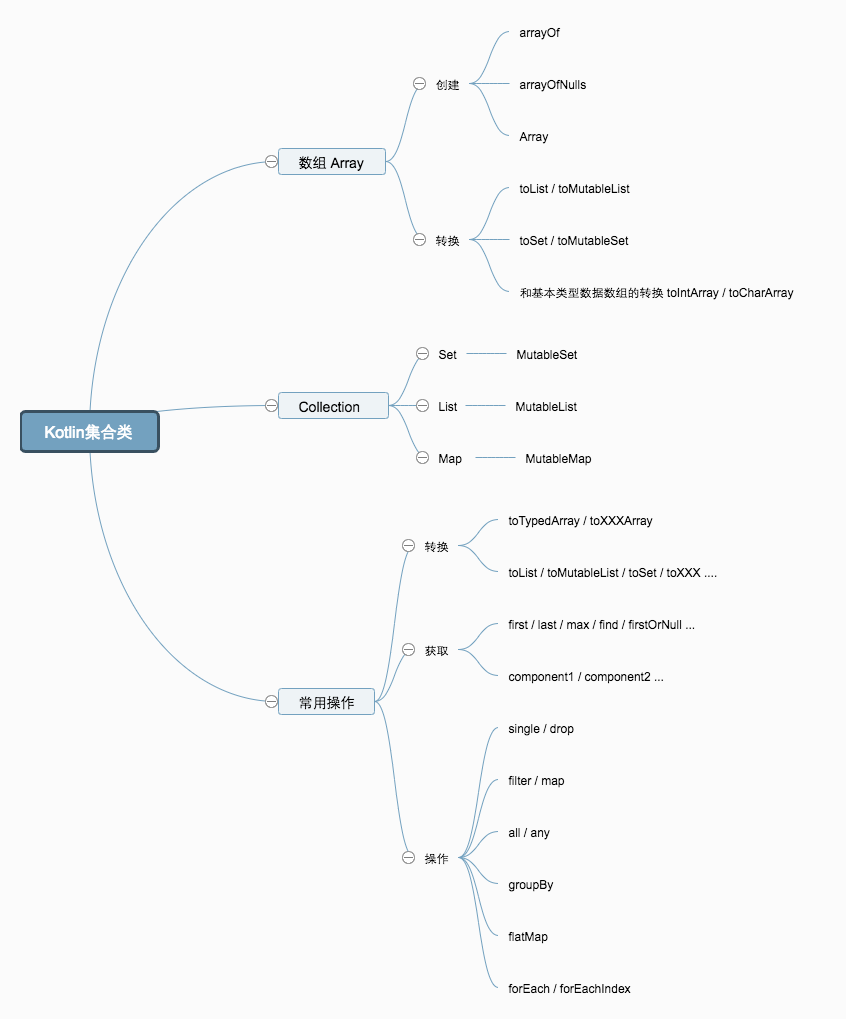 Kotlin集合类
数组 Array
创建
arrayOf
arrayOfNulls
Array
转换
toList / toMutableList
toSet / toMutableSet
和基本类型数据数组的转换 toIntArray / toCharArray
Collection
Set
MutableSet
List
MutableList
Map
MutableMap
常用操作
转换
toTypedArray / toXXXArray
toList / toMutableList / toSet / toXXX ....
获取
first / last / max / find / firstOrNull ...
component1 / component2 ...
操作
single / drop
filter / map
all / any
groupBy
flatMap
forEach / forEachIndex